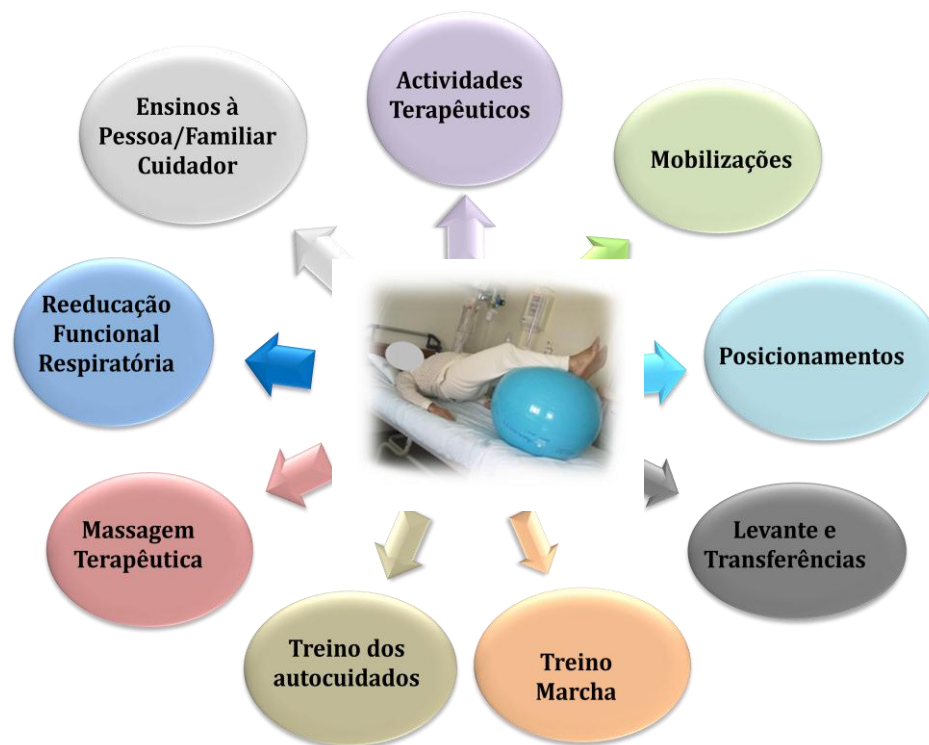 Actividades
Terapêuticos
Mobilizações
Posicionamentos
Levante e
Transferências
Treino
Marcha
Treino dos
autocuidados
Massagem
Terapêutica
Reeducação
Funcional
Respiratória
Ensinos à
Pessoa/Familiar
Cuidador